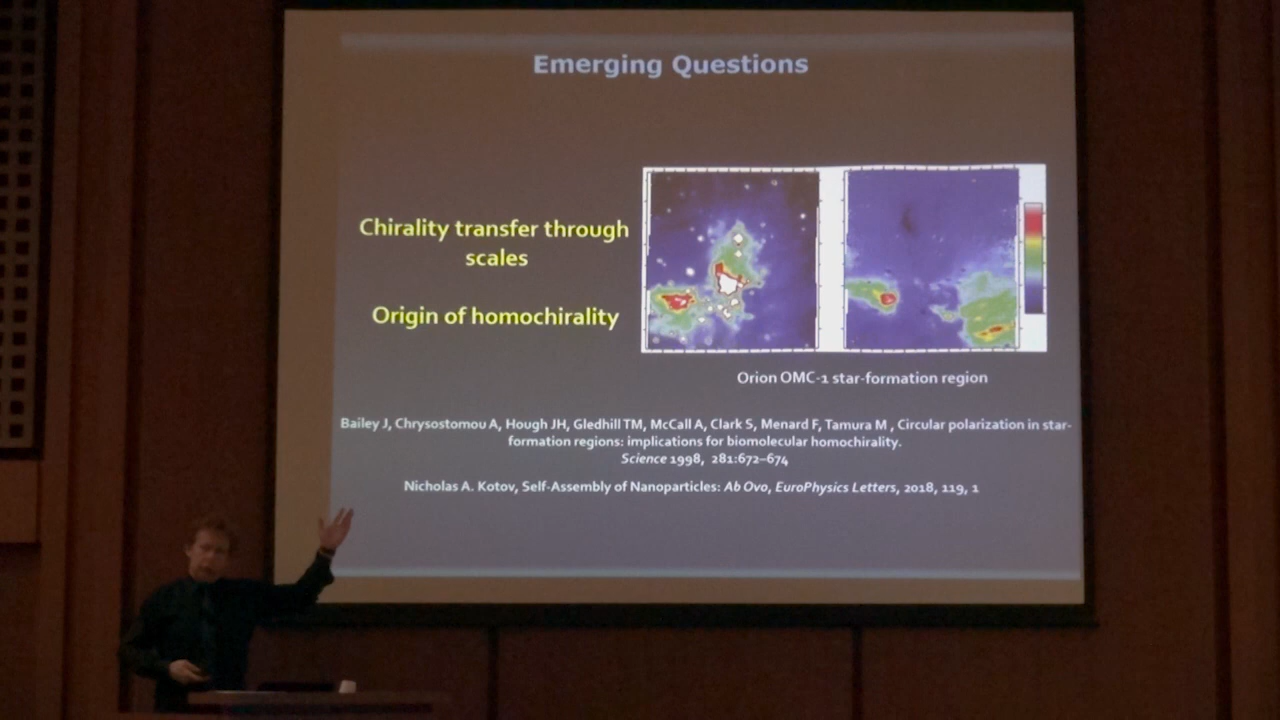 Emerging Questions
Chirality transfer through
scales
Origin of homochirality
Orion OMC-1 star-formation region
Bailey J, Chrysostomou A, Hough JH, Gledhill TM, McCall A, Clark S, Menard F, Tamura M , Circular polarization in star-
formation regions: implications for biomolecular homochirality.
Science 1998, 281:672–674
Nicholas A. Kotov, Self-Assembly of Nanoparticles: Ab Ovo, EuroPhysics Letters, 2018, 119, 1